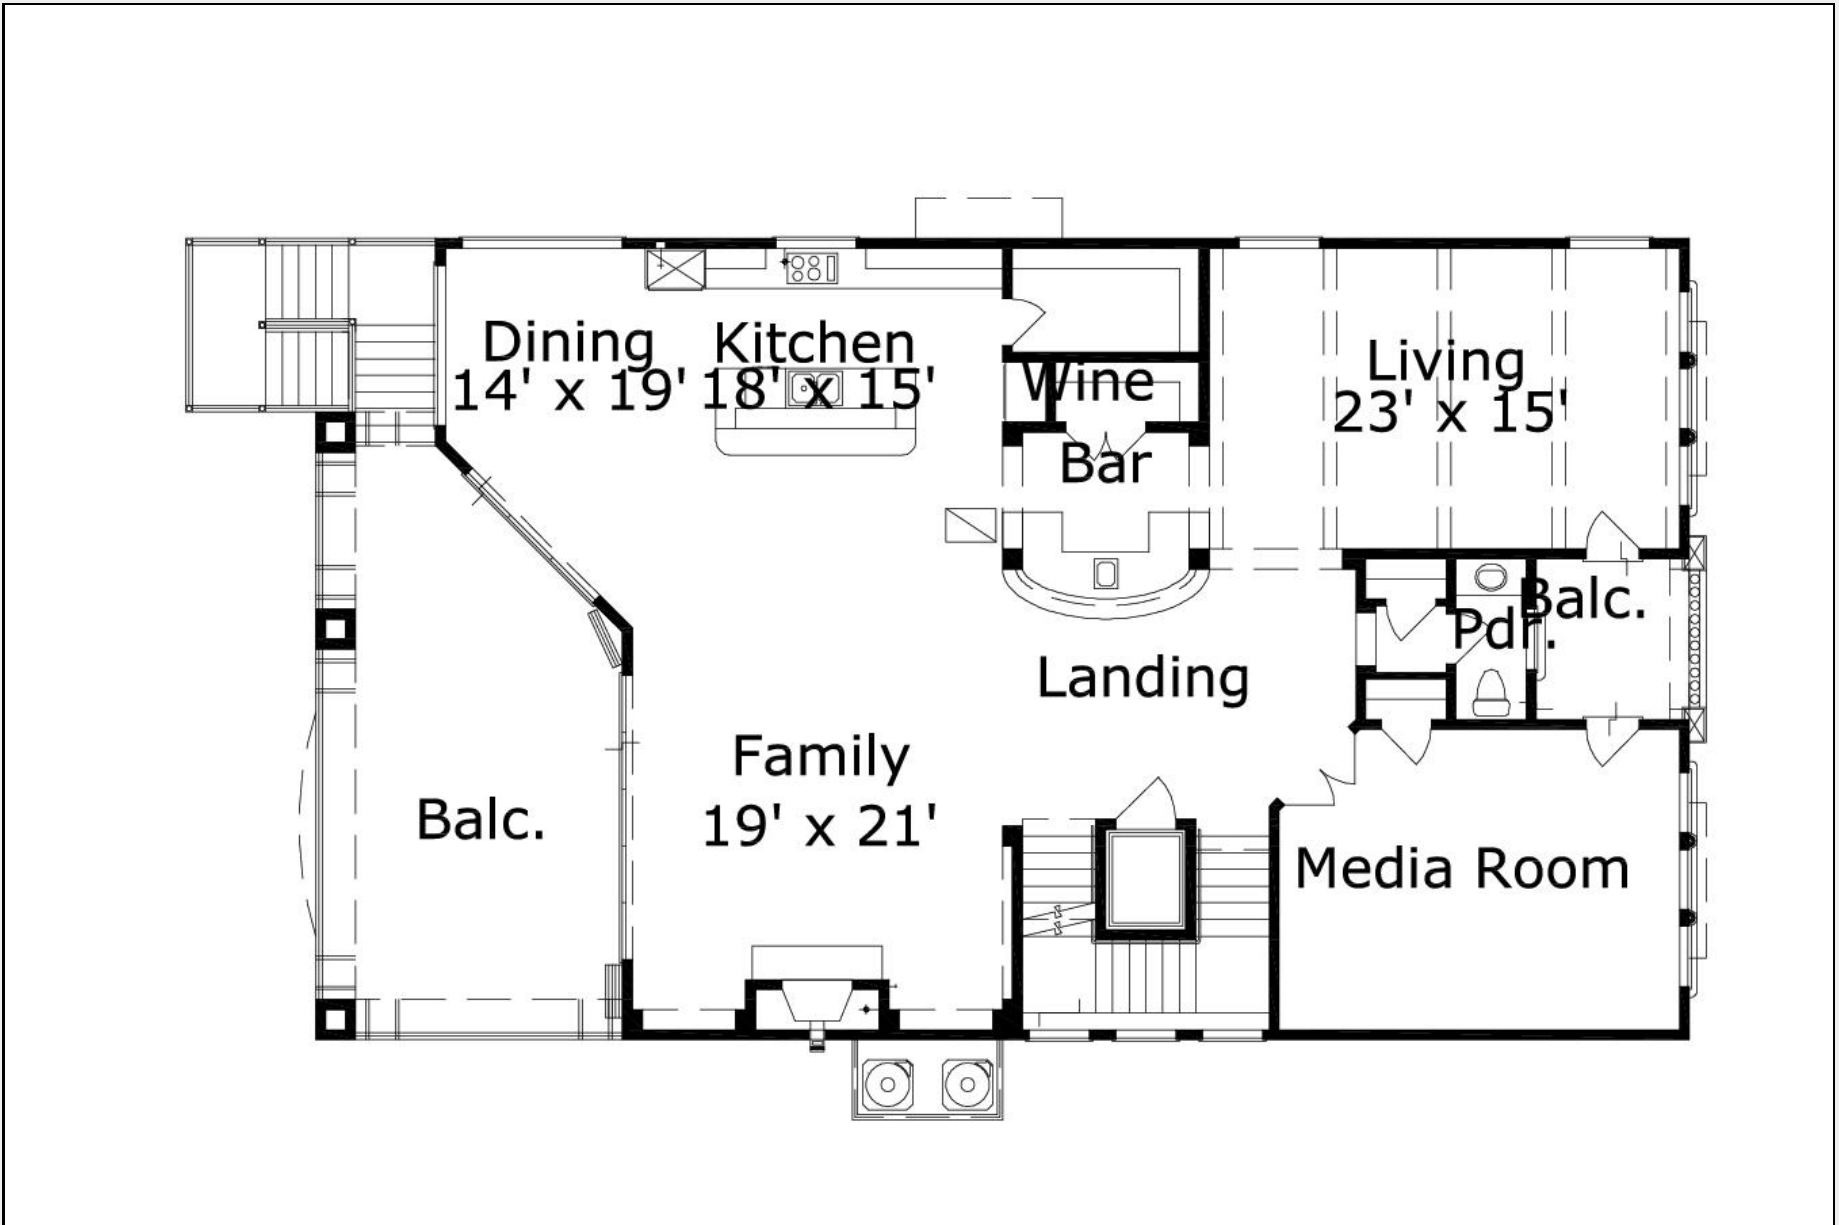 Dining
14' x 19'
Kitchen
18' x 15'
Wine
Bar
Living
23' x 15'
Balc.
Pdr.
Landing
Family
19' x 21'
Balc.
Media Room